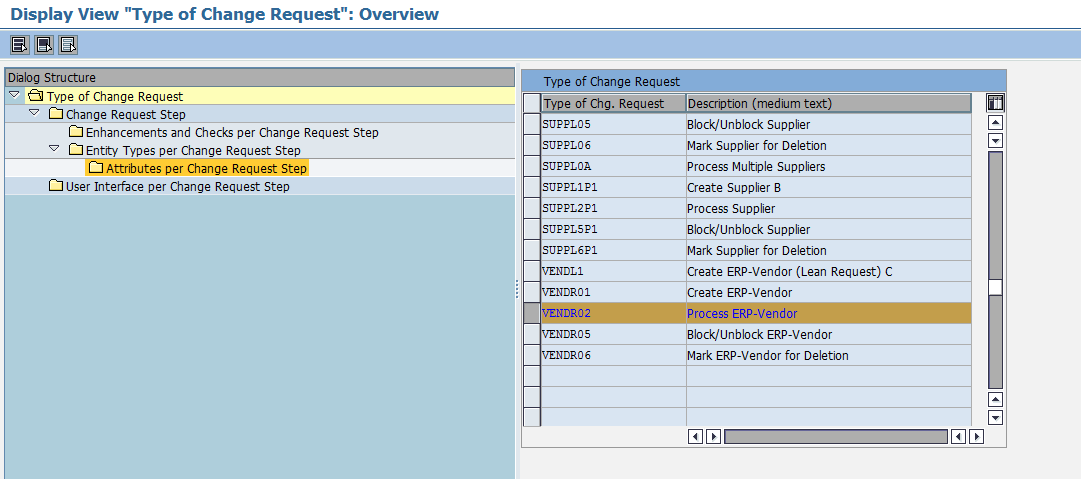 Display View "Type of Change Request": Overview
Dialog Structure
Type of Change Request
Change Request Step
Enhancements and Checks per Change Request Step
Entity Types per Change Request Step
Attributes per Change Request Step
User Interface per Change Request Step
Type of Change Request
Type of Chg. Request Description (medium text)
SUPPL05 Block/Unblock Supplier
SUPPL06 Mark Supplier for Deletion
SUPPL0A Process Multiple Suppliers
SUPPL1P1 Create Supplier B
SUPPL2P1 Process Supplier
SUPPL5P1 Block/Unblock Supplier
SUPPL6P1 Mark Supplier for Deletion
VENDL1 Create ERP-Vendor (Lean Request) C
VENDR01 Create ERP-Vendor
VENDR02 Process ERP-Vendor
VENDR05 Block/Unblock ERP-Vendor
VENDR06 Mark ERP-Vendor for Deletion